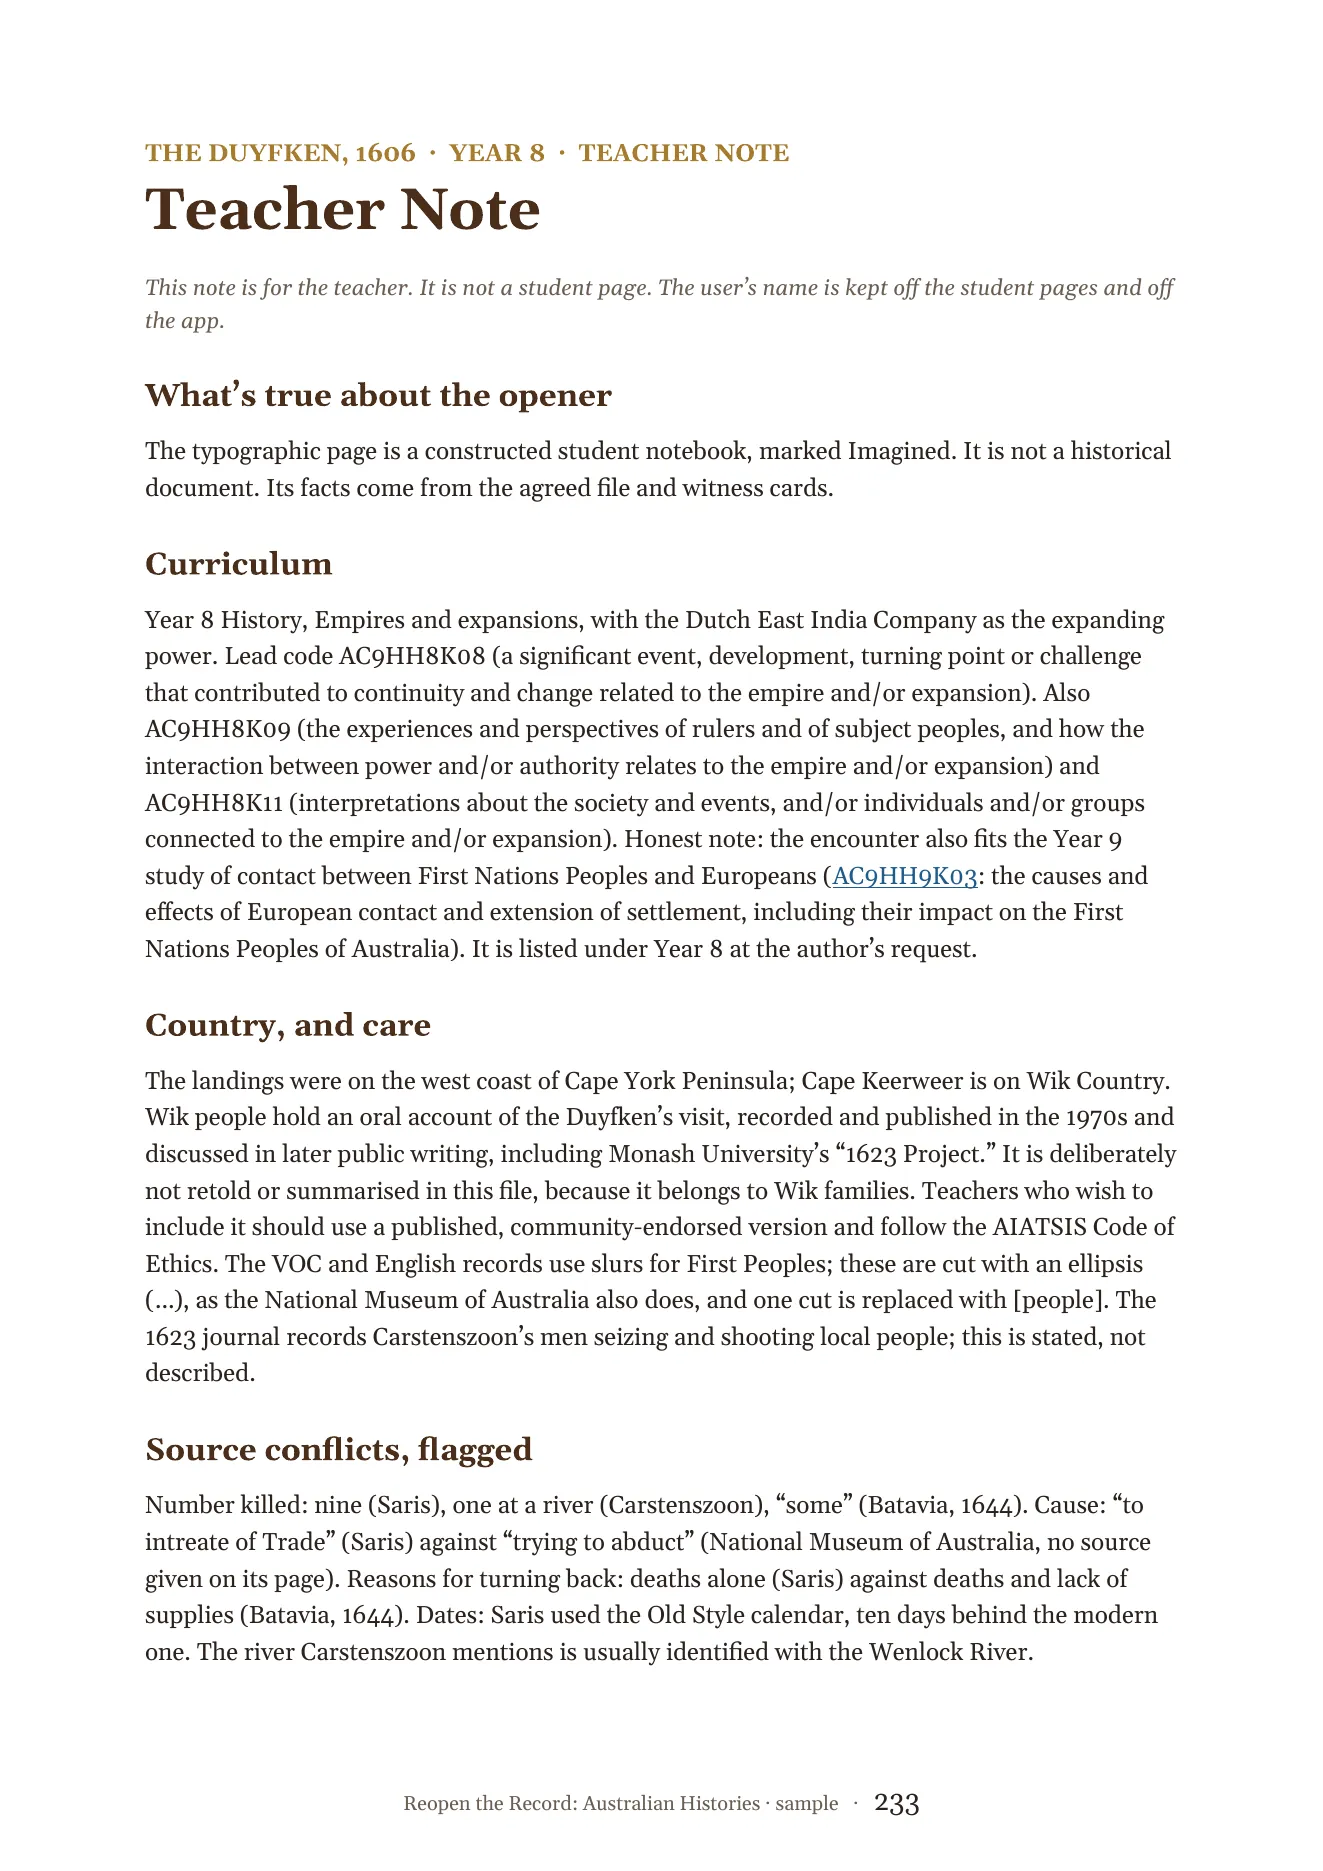 THE DUYFKEN, 1606 · YEAR 8 · TEACHER NOTE
Teacher Note
This note is for the teacher. It is not a student page. The user’s name is kept off the student pages and off
the app.
What’s true about the opener
The typographic page is a constructed student notebook, marked Imagined. It is not a historical
document. Its facts come from the agreed file and witness cards.
Curriculum
Year 8 History, Empires and expansions, with the Dutch East India Company as the expanding
power. Lead code AC9HH8K08 (a significant event, development, turning point or challenge
that contributed to continuity and change related to the empire and/or expansion). Also
AC9HH8K09 (the experiences and perspectives of rulers and of subject peoples, and how the
interaction between power and/or authority relates to the empire and/or expansion) and
AC9HH8K11 (interpretations about the society and events, and/or individuals and/or groups
connected to the empire and/or expansion). Honest note: the encounter also fits the Year 9
study of contact between First Nations Peoples and Europeans (AC9HH9K03: the causes and
effects of European contact and extension of settlement, including their impact on the First
Nations Peoples of Australia). It is listed under Year 8 at the author’s request.
Country, and care
The landings were on the west coast of Cape York Peninsula; Cape Keerweer is on Wik Country.
Wik people hold an oral account of the Duyfken’s visit, recorded and published in the 1970s and
discussed in later public writing, including Monash University’s “1623 Project.” It is deliberately
not retold or summarised in this file, because it belongs to Wik families. Teachers who wish to
include it should use a published, community-endorsed version and follow the AIATSIS Code of
Ethics. The VOC and English records use slurs for First Peoples; these are cut with an ellipsis
(…), as the National Museum of Australia also does, and one cut is replaced with [people]. The
1623 journal records Carstenszoon’s men seizing and shooting local people; this is stated, not
described.
Source conflicts, flagged
Number killed: nine (Saris), one at a river (Carstenszoon), “some” (Batavia, 1644). Cause: “to
intreate of Trade” (Saris) against “trying to abduct” (National Museum of Australia, no source
given on its page). Reasons for turning back: deaths alone (Saris) against deaths and lack of
supplies (Batavia, 1644). Dates: Saris used the Old Style calendar, ten days behind the modern
one. The river Carstenszoon mentions is usually identified with the Wenlock River.
Reopen the Record: Australian Histories · sample · 233